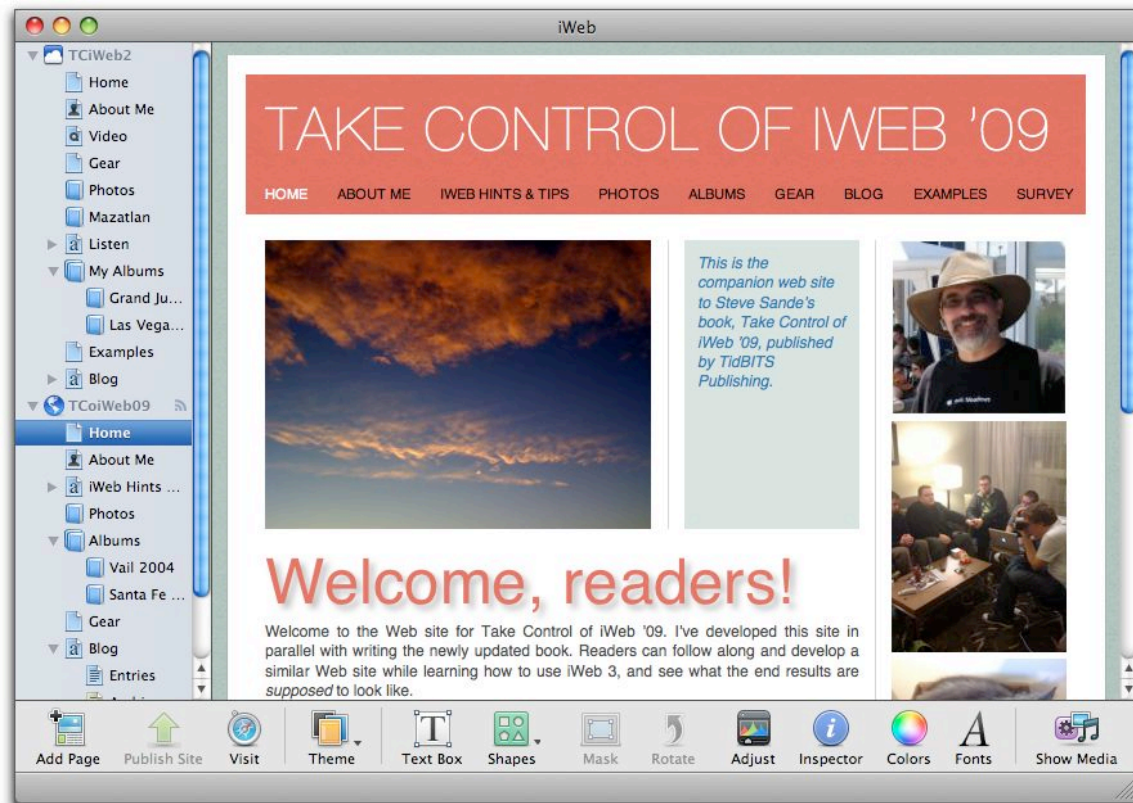 iWeb
TCiWeb2
Home
About Me
Video
Gear
Photos
Mazatlan
Listen
My Albums
Grand Ju...
Las Vega...
Examples
Blog
TCoiWeb09
Home
About Me
iWeb Hints ...
Photos
Albums
Vail 2004
Santa Fe ...
Gear
Blog
Entries
TAKE CONTROL OF IWEB '09
HOME ABOUT ME IWEB HINTS & TIPS PHOTOS ALBUMS GEAR BLOG EXAMPLES SURVEY
This is the
companion web site
to Steve Sande's
book, Take Control of
iWeb '09, published
by TidBITS
Publishing.
Welcome, readers!
Welcome to the Web site for Take Control of iWeb '09. I've developed this site in
parallel with writing the newly updated book. Readers can follow along and develop a
similar Web site while learning how to use iWeb 3, and see what the end results are
supposed to look like.
Add Page Publish Site Visit Theme Text Box Shapes Mask Rotate Adjust Inspector Colors Fonts Show Media